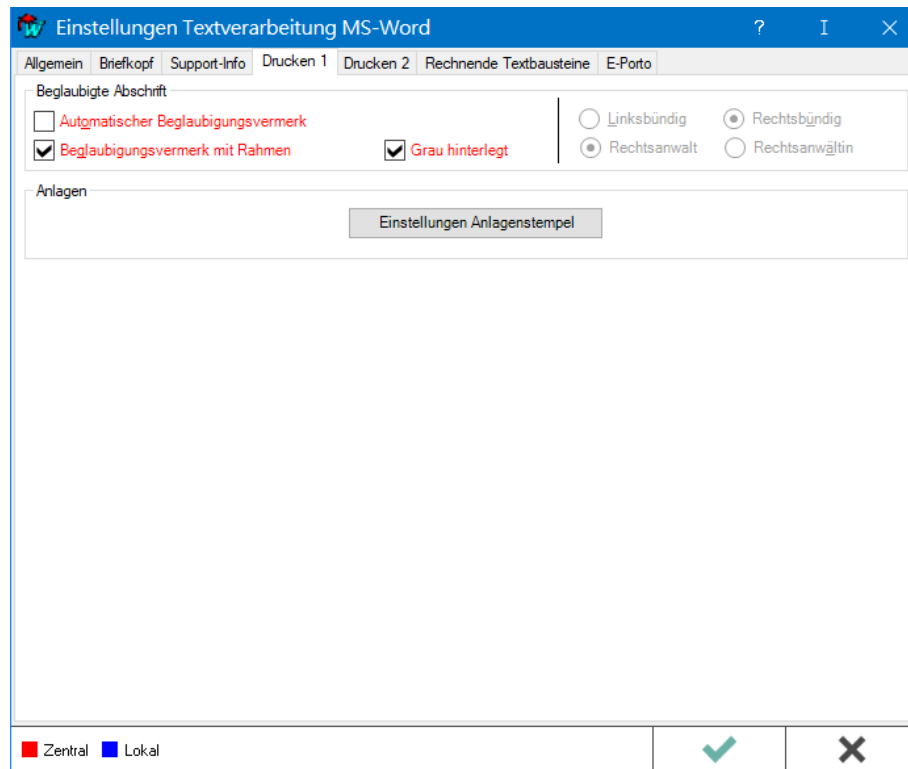 Einstellungen Textverarbeitung MS-Word
Allgemein Briefkopf Support-Info Drucken 1 Drucken 2 Rechnende Textbausteine E-Porto
Beglaubigte Abschrift
Automatischer Beglaubigungsvermerk
Linksbündig Rechtsbündig
Beglaubigungsvermerk mit Rahmen Grau hinterlegt
Rechtsanwalt Rechtsanwältin
Anlagen
Einstellungen Anlagenstempel
Zentral Lokal